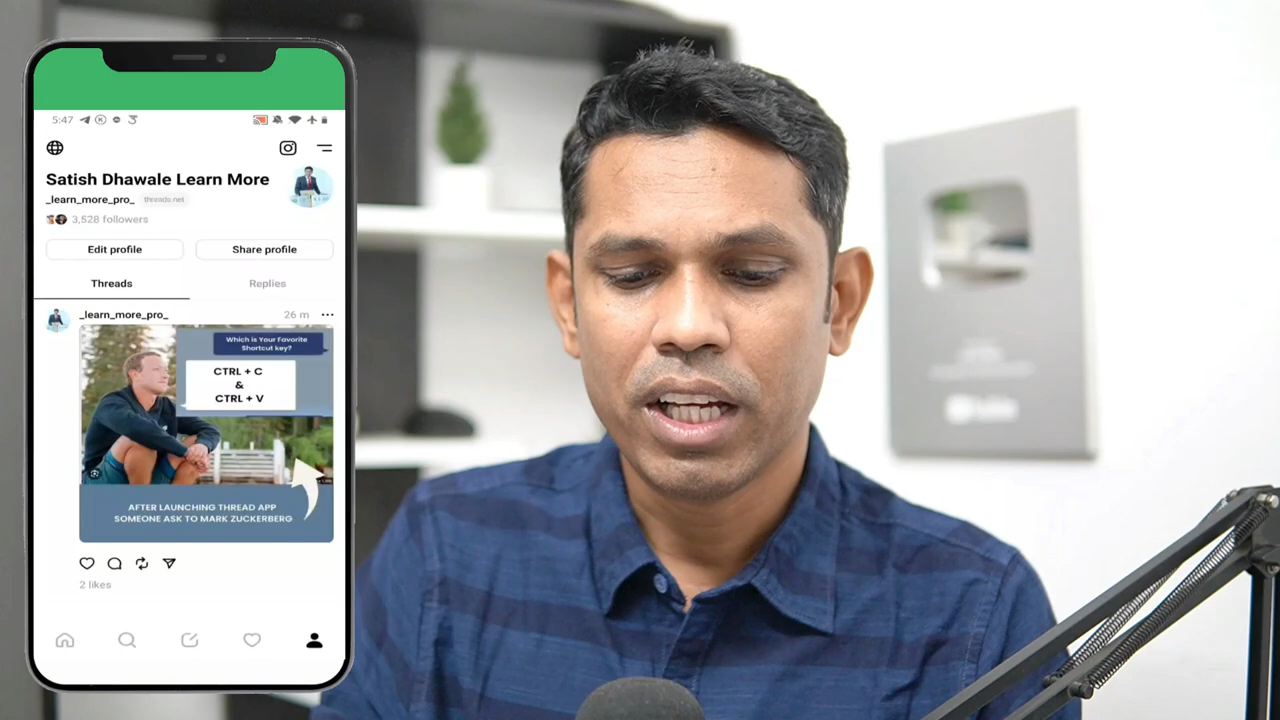 5:47
Satish Dhawale Learn More
_learn_more_pro_ threads.net
3,528 followers
Edit profile Share profile
Threads Replies
_learn_more_pro_ 26 m
Which is Your Favorite
Shortcut key?
CTRL + C
&
CTRL + V
AFTER LAUNCHING THREAD APP
SOMEONE ASK TO MARK ZUCKERBERG
2 likes